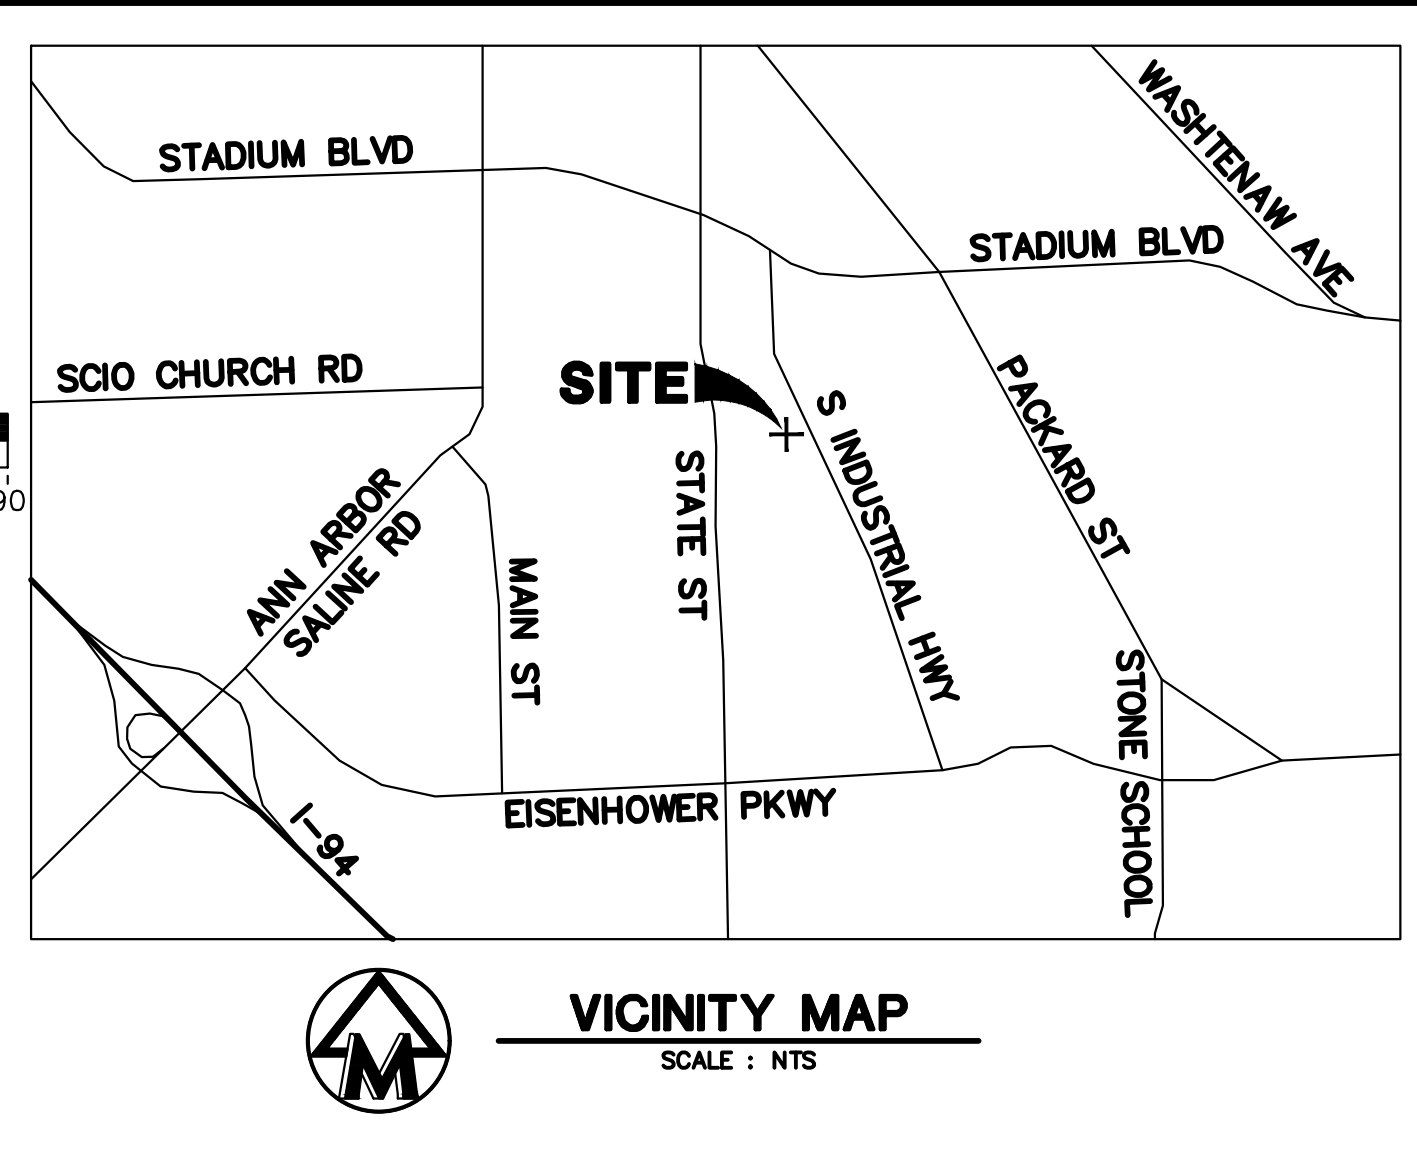 WASHTENAW AVE
STADIUM BLVD
STADIUM BLVD
SCIO CHURCH RD
SITE
S INDUSTRIAL HWY
PACKARD ST
STATE ST
ANN ARBOR
SALINE RD
MAIN ST
STONE SCHOOL
EISENHOWER PKWY
I-94
90
M
VICINITY MAP
SCALE : NTS